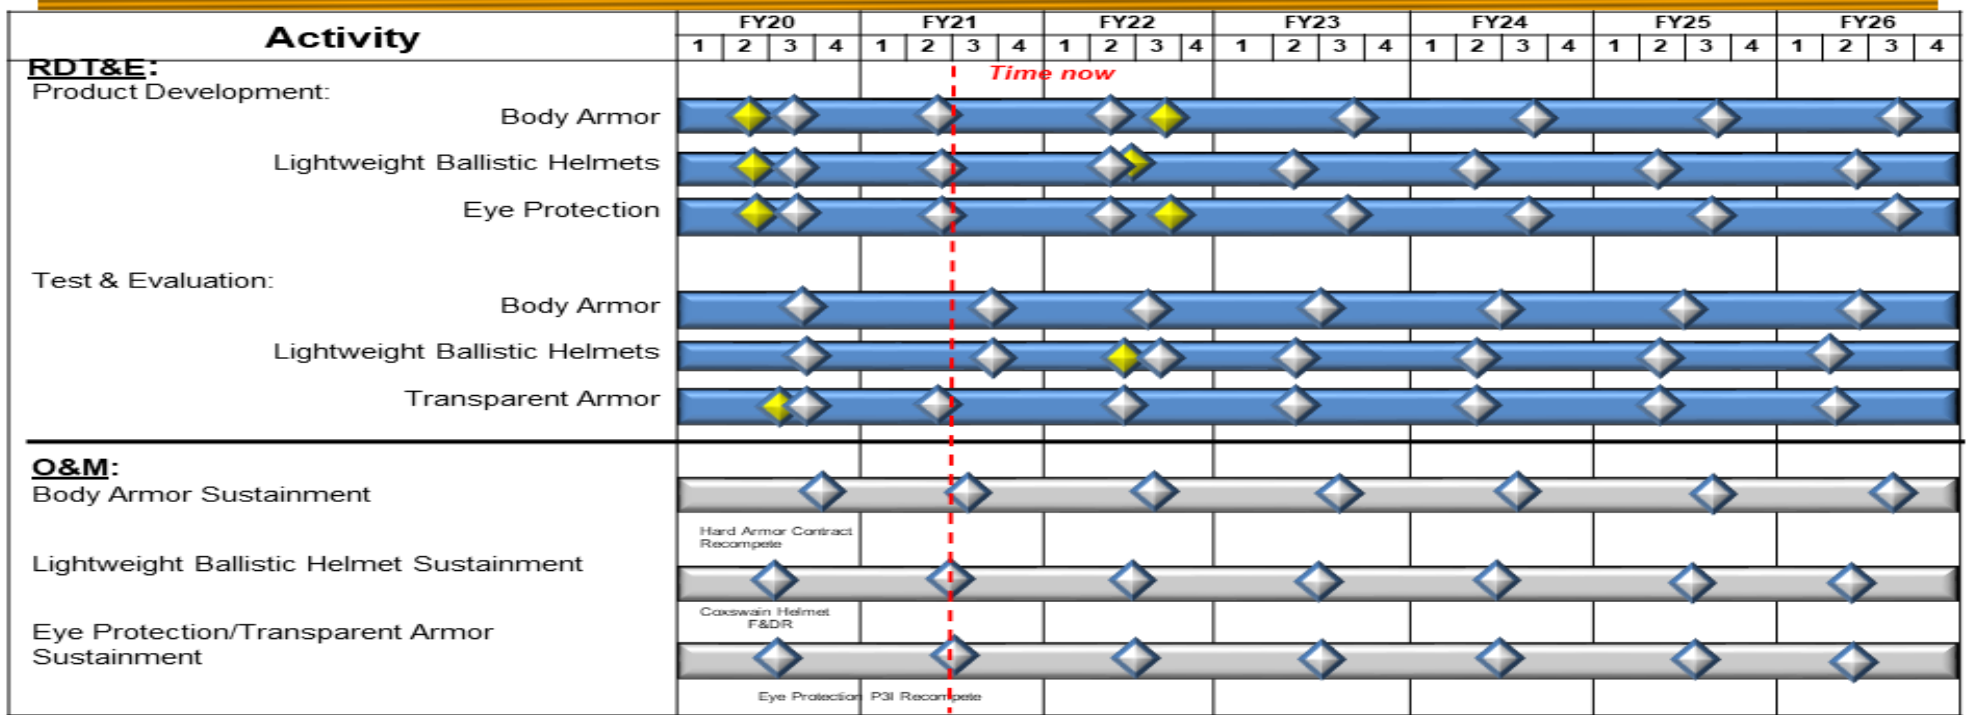 Activity
FY20 FY21 FY22 FY23 FY24 FY25 FY26
1 2 3 4 1 2 3 4 1 2 3 4 1 2 3 4 1 2 3 4 1 2 3 4 1 2 3 4
Time now
RDT&E:
Product Development:
Body Armor
Lightweight Ballistic Helmets
Eye Protection
Test & Evaluation:
Body Armor
Lightweight Ballistic Helmets
Transparent Armor
O&M:
Body Armor Sustainment
Hard Armor Contract
Recompete
Lightweight Ballistic Helmet Sustainment
Coxswain Helmet
F&DR
Eye Protection/Transparent Armor
Sustainment
Eye Protection P3I Recompete